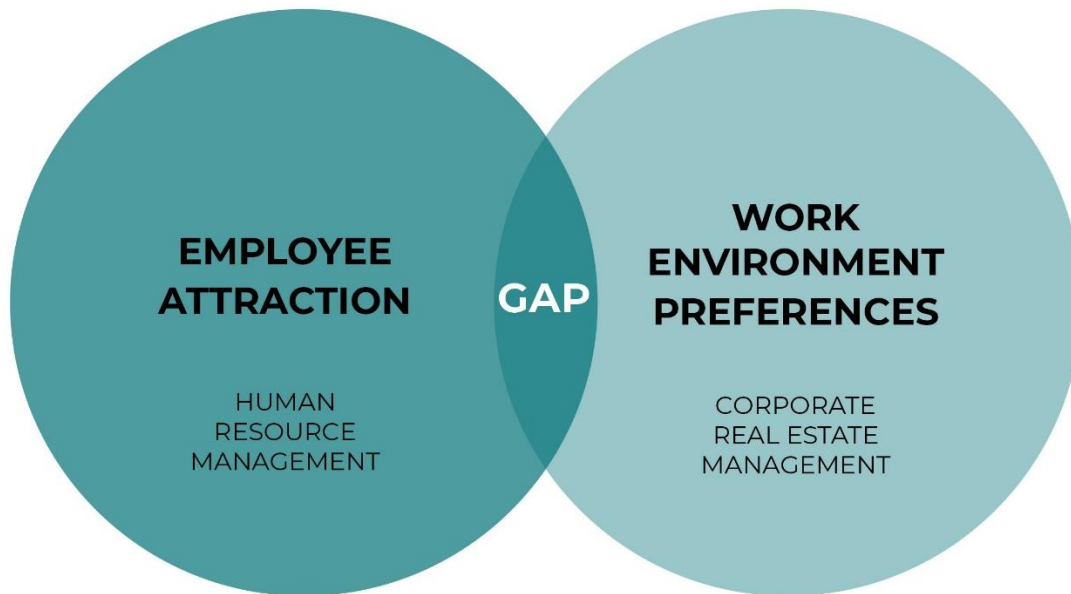 EMPLOYEE
ATTRACTION
HUMAN
RESOURCE
MANAGEMENT
GAP
WORK
ENVIRONMENT
PREFERENCES
CORPORATE
REAL ESTATE
MANAGEMENT